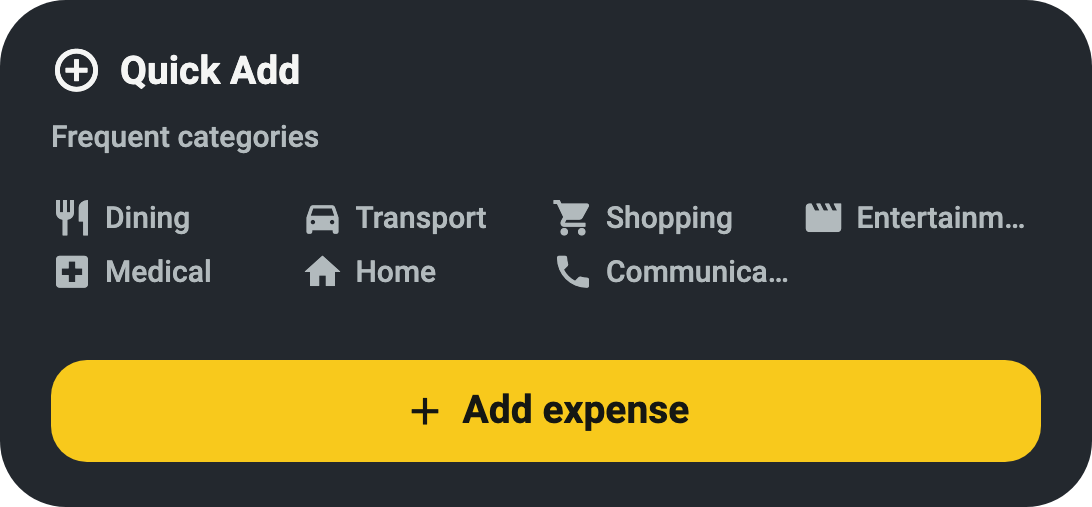 Quick Add
Frequent categories
Dining Transport Shopping Entertainm...
Medical Home Communica...
+ Add expense